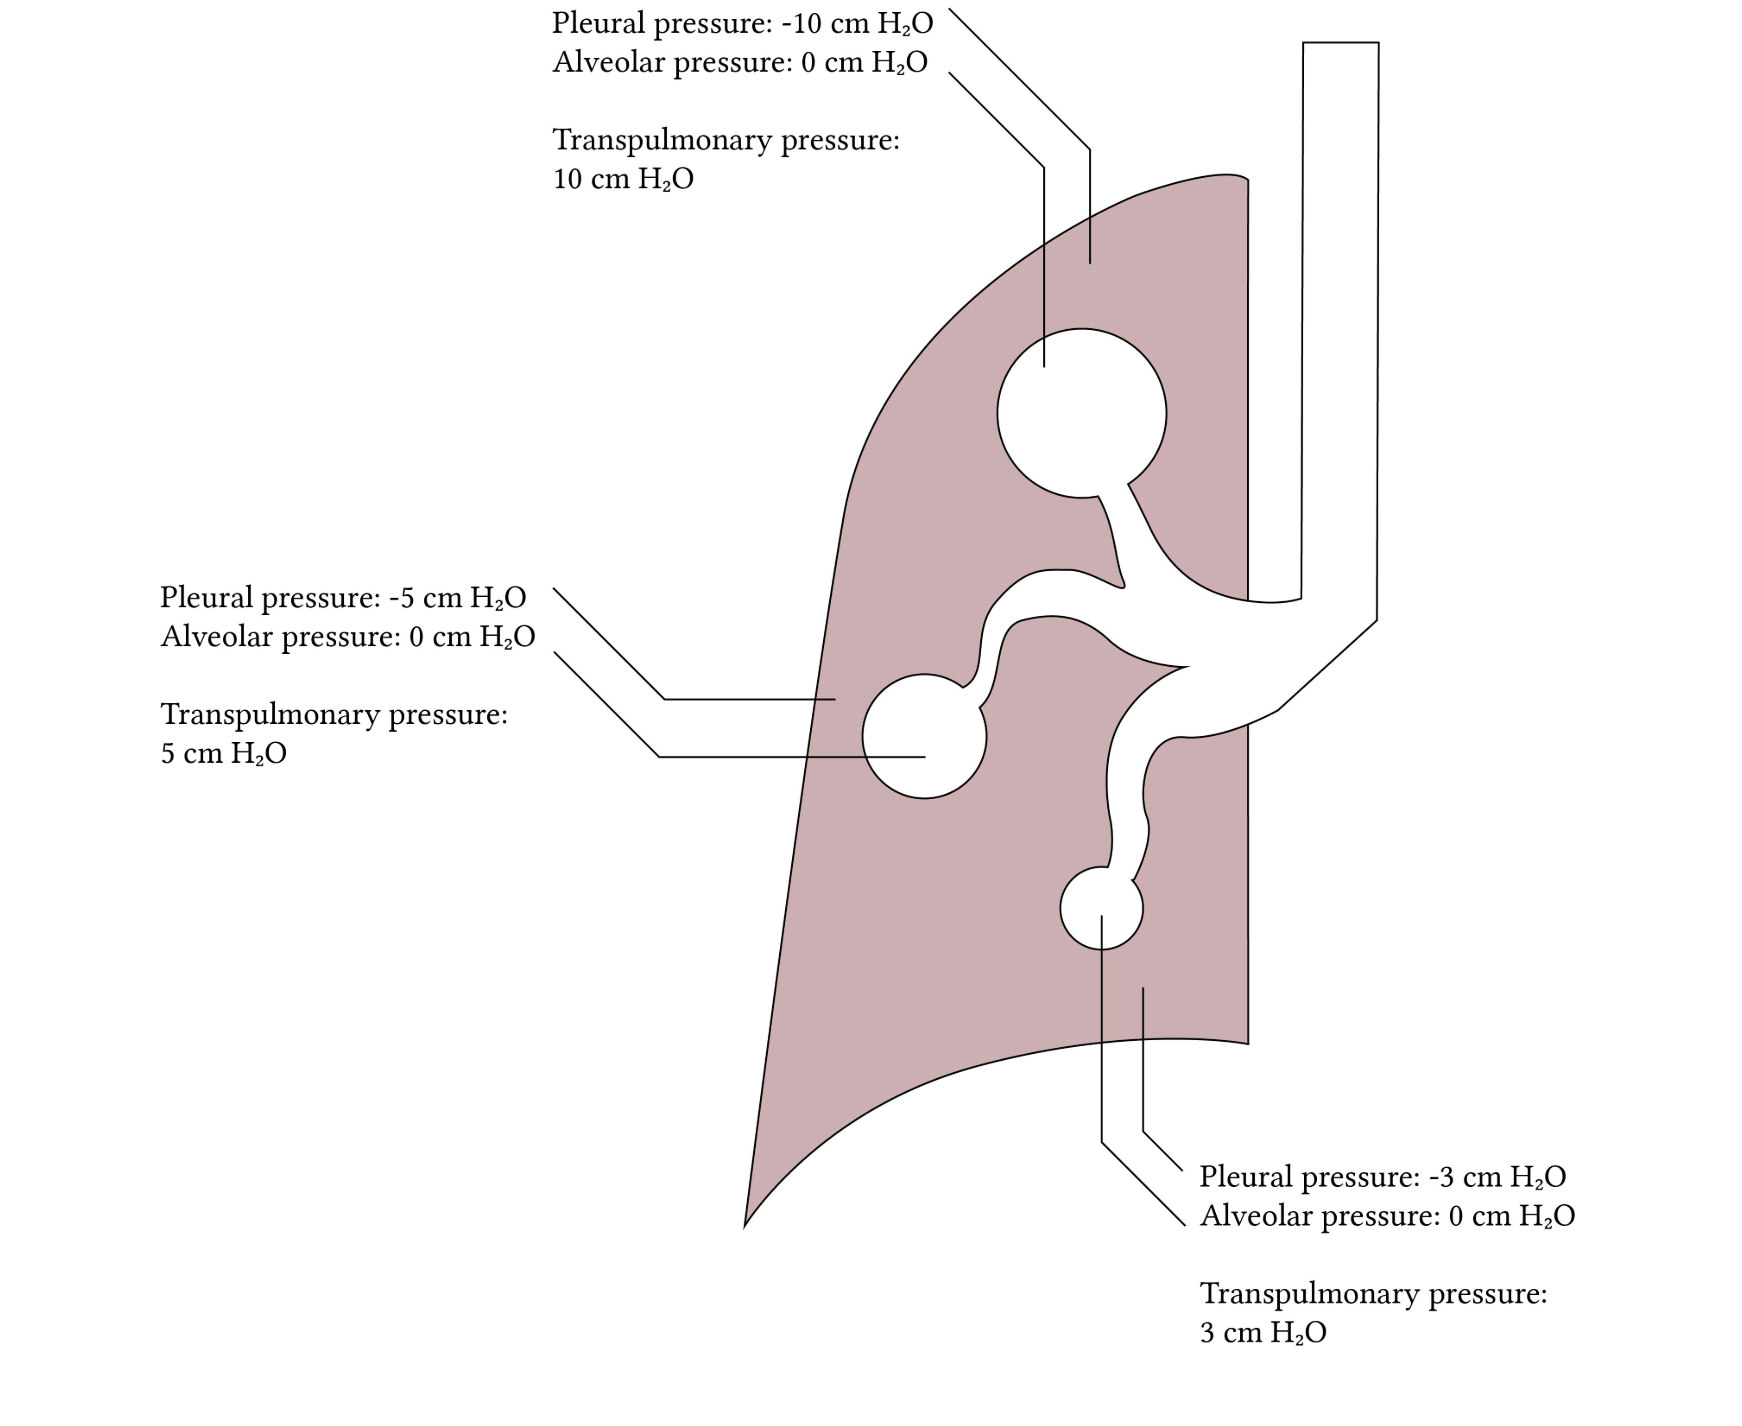 Pleural pressure: -10 cm H₂O
Alveolar pressure: 0 cm H₂O
Transpulmonary pressure:
10 cm H₂O
Pleural pressure: -5 cm H₂O
Alveolar pressure: 0 cm H₂O
Transpulmonary pressure:
5 cm H₂O
Pleural pressure: -3 cm H₂O
Alveolar pressure: 0 cm H₂O
Transpulmonary pressure:
3 cm H₂O